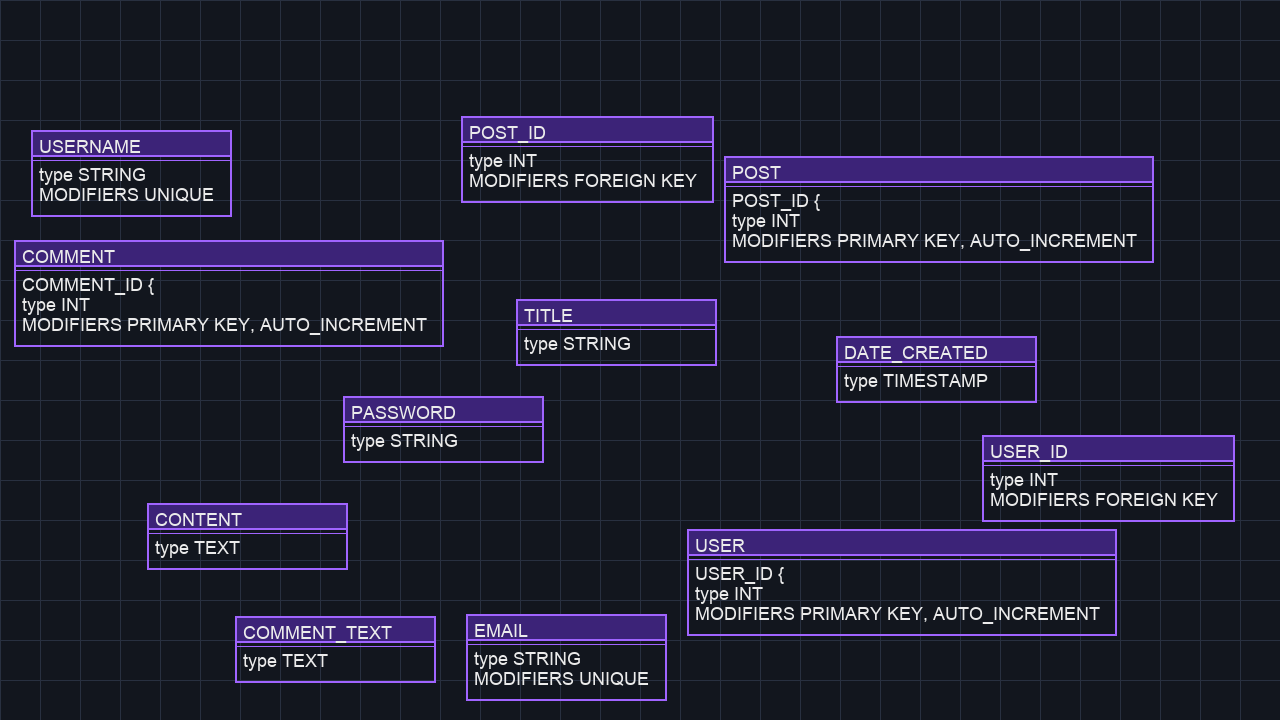 USERNAME
type STRING
MODIFIERS UNIQUE
POST_ID
type INT
MODIFIERS FOREIGN KEY
POST
POST_ID {
type INT
MODIFIERS PRIMARY KEY, AUTO_INCREMENT
COMMENT
COMMENT_ID {
type INT
MODIFIERS PRIMARY KEY, AUTO_INCREMENT
TITLE
type STRING
DATE_CREATED
type TIMESTAMP
PASSWORD
type STRING
USER_ID
type INT
MODIFIERS FOREIGN KEY
CONTENT
type TEXT
USER
USER_ID {
type INT
MODIFIERS PRIMARY KEY, AUTO_INCREMENT
COMMENT_TEXT
type TEXT
EMAIL
type STRING
MODIFIERS UNIQUE